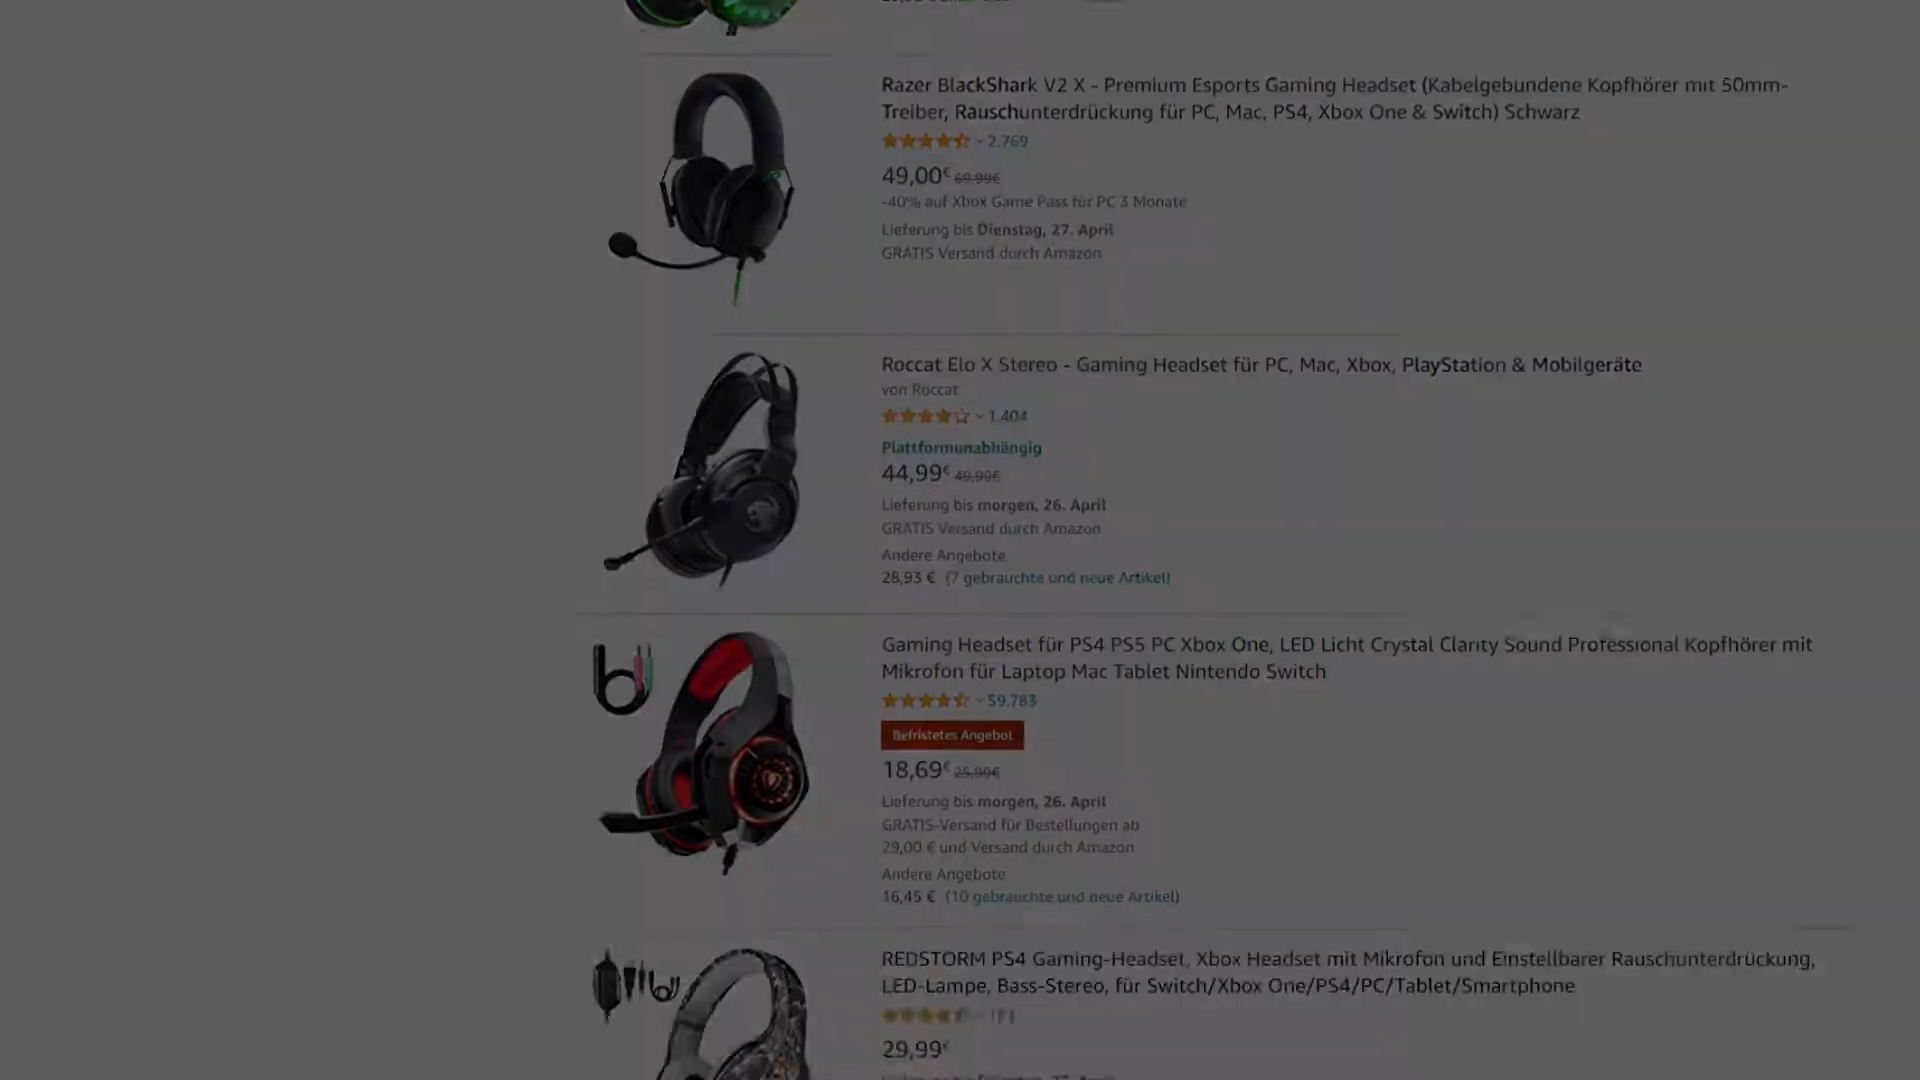 Razer BlackShark V2 X - Premium Esports Gaming Headset (Kabelgebundene Kopfhörer mit 50mm-
Treiber, Rauschunterdrückung für PC, Mac, PS4, Xbox One & Switch) Schwarz
2.769
49,00€ 69,99€
-40% auf Xbox Game Pass für PC 3 Monate
Lieferung bis Dienstag, 27. April
GRATIS Versand durch Amazon
Roccat Elo X Stereo - Gaming Headset für PC, Mac, Xbox, PlayStation & Mobilgeräte
von Roccat
1.404
Plattformunabhängig
44,99€ 49,99€
Lieferung bis morgen, 26. April
GRATIS Versand durch Amazon
Andere Angebote
28,93 € (7 gebrauchte und neue Artikel)
Gaming Headset für PS4 PS5 PC Xbox One, LED Licht Crystal Clarity Sound Professional Kopfhörer mit
Mikrofon für Laptop Mac Tablet Nintendo Switch
59.783
Befristetes Angebot
18,69€ 25,99€
Lieferung bis morgen, 26. April
GRATIS-Versand für Bestellungen ab
29,00 € und Versand durch Amazon
Andere Angebote
16,45 € (10 gebrauchte und neue Artikel)
REDSTORM PS4 Gaming-Headset, Xbox Headset mit Mikrofon und Einstellbarer Rauschunterdrückung,
LED-Lampe, Bass-Stereo, für Switch/Xbox One/PS4/PC/Tablet/Smartphone
29,99€